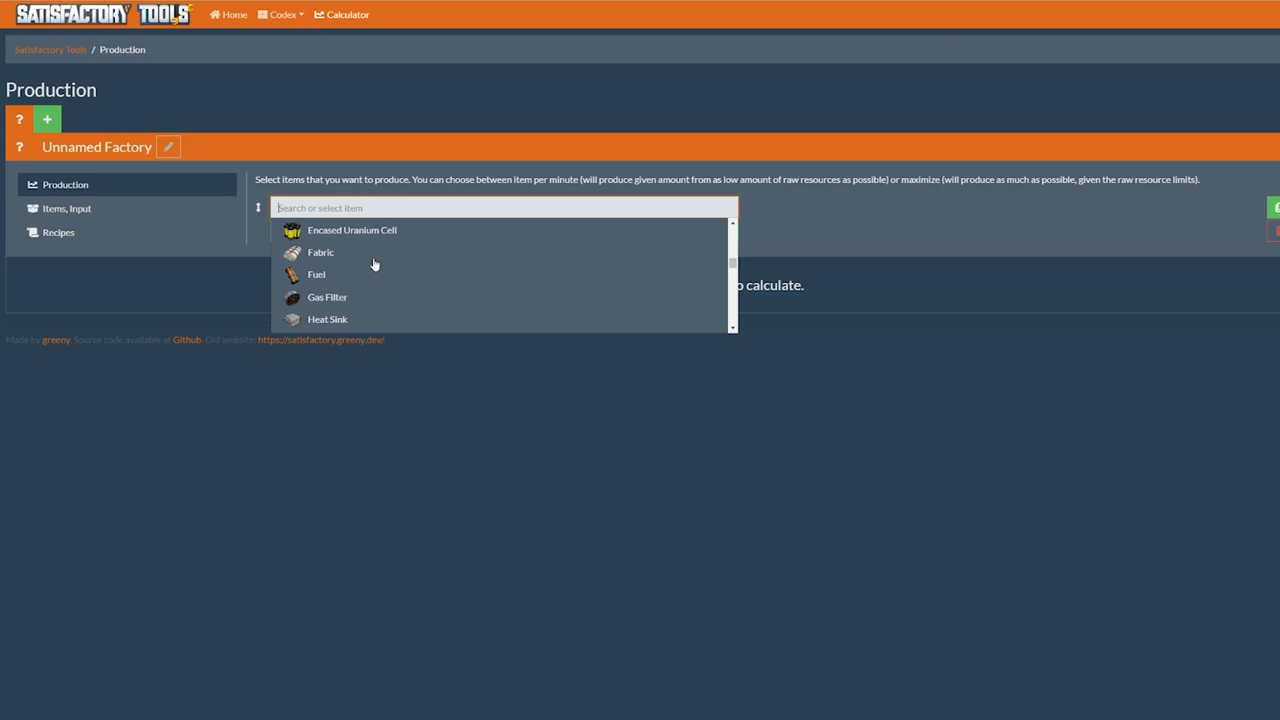 SATISFACTORY TOOLS Home Codex Calculator
Satisfactory Tools / Production
Production
? +
? Unnamed Factory
Production
Items, Input
Recipes
Select items that you want to produce. You can choose between item per minute (will produce given amount from as low amount of raw resources as possible) or maximize (will produce as much as possible, given the raw resource limits).
Search or select item
Encased Uranium Cell
Fabric
Fuel
Gas Filter
Heat Sink
o calculate.
Made by greeny. Source code available at Github. Old website: https://satisfactory.greeny.dev/.